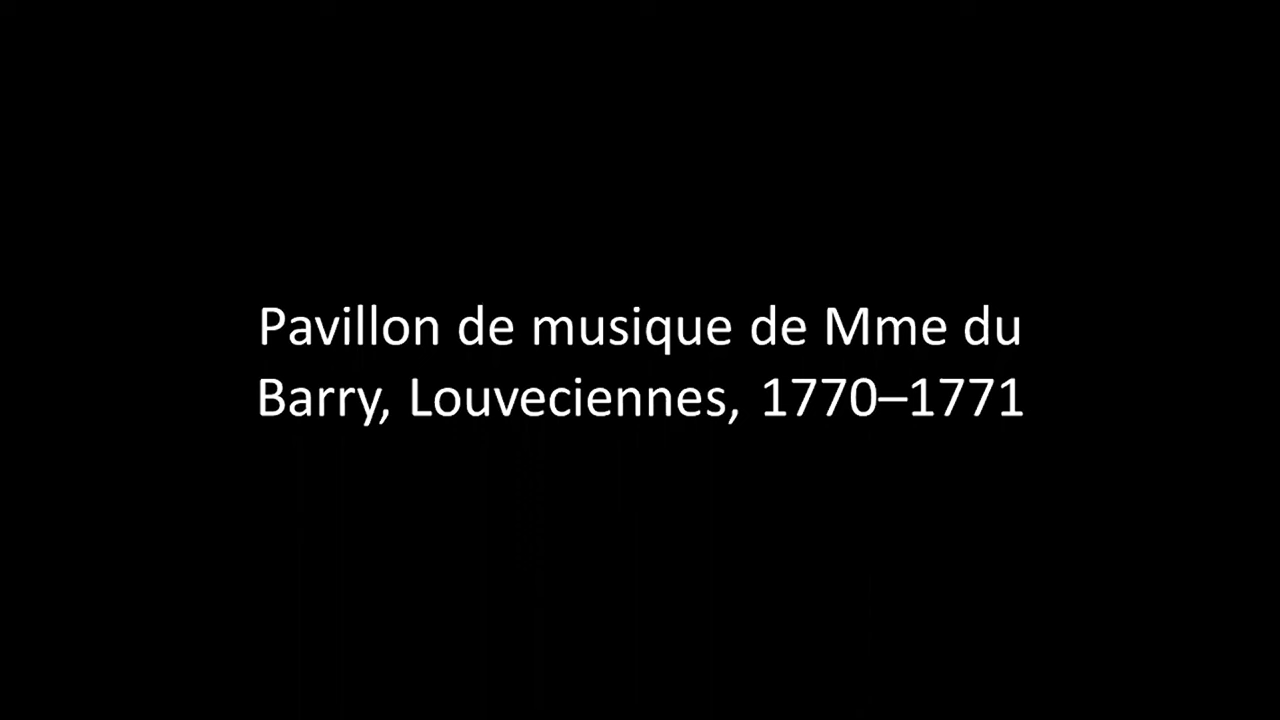 Pavillon de musique de Mme du
Barry, Louveciennes, 1770–1771